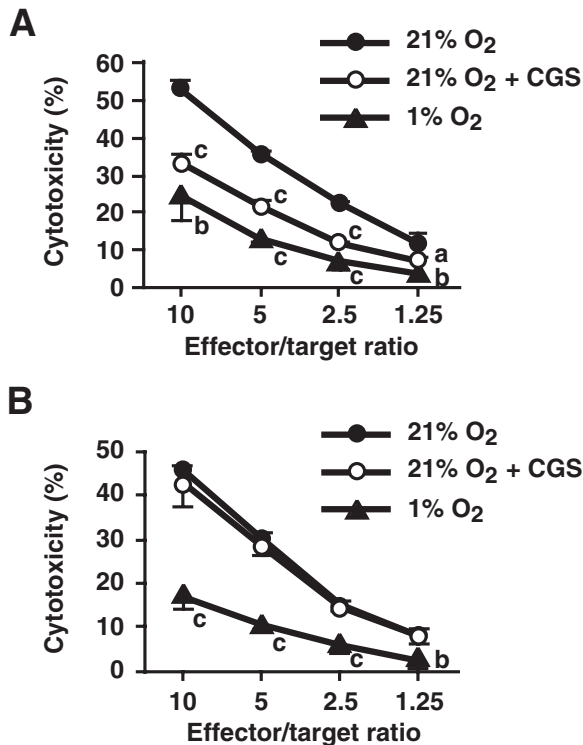 A
21% O2
21% O2 + CGS
1% O2
Cytotoxicity (%)
60
50
40
30
20
10
0
c
c
c
a
b
c
c
b
10
5
2.5
1.25
Effector/target ratio
B
21% O2
21% O2 + CGS
1% O2
Cytotoxicity (%)
50
40
30
20
10
0
c
c
c
b
10
5
2.5
1.25
Effector/target ratio